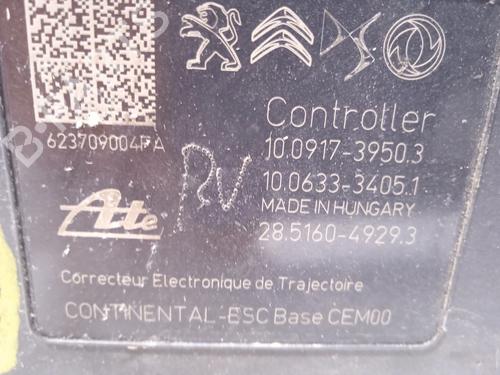 623709004PA
Controller
10.0917-3950.3
10.0633-3405.1
MADE IN HUNGARY
28.5160-4929.3
RV
Ate
Correcteur Electronique de Trajectoire
CONTINENTAL-ESC Base CEM00